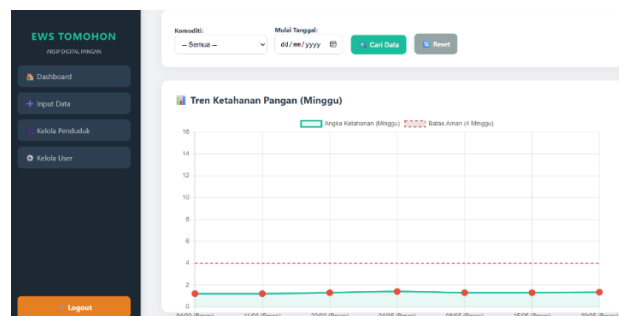 EWS TOMOHON
ARSIP DIGITAL PANGAN
Dashboard
Input Data
Kelola Penduduk
Kelola User
Logout
Komoditi:
-- Semua --
Mulai Tanggal:
dd/mm/yyyy
Cari Data
Reset
Tren Ketahanan Pangan (Minggu)
Angka Ketahanan (Minggu)
Batas Aman (4 Minggu)
16
14
12
10
8
6
4
2
0